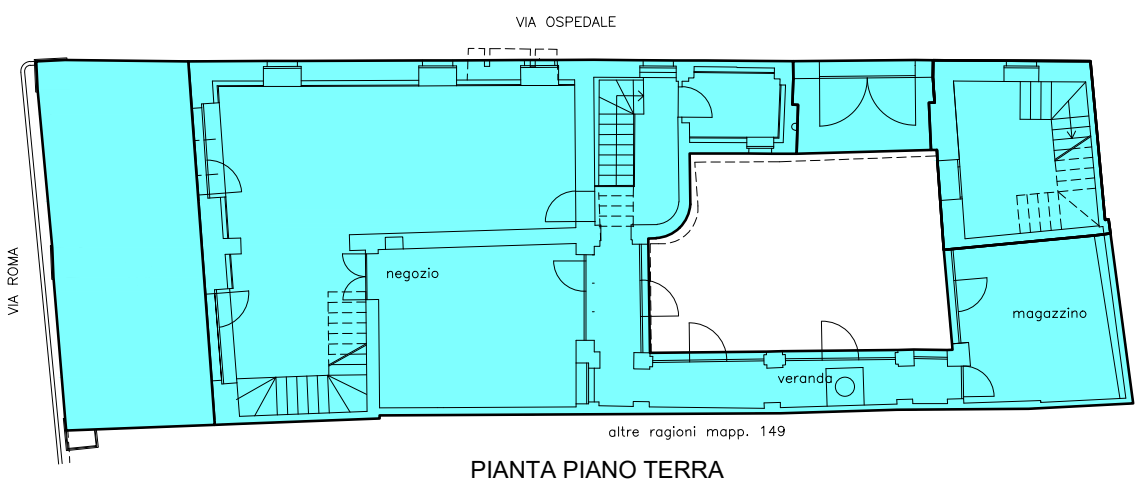 VIA OSPEDALE
VIA ROMA
negozio
magazzino
veranda
altre ragioni mapp. 149
PIANTA PIANO TERRA